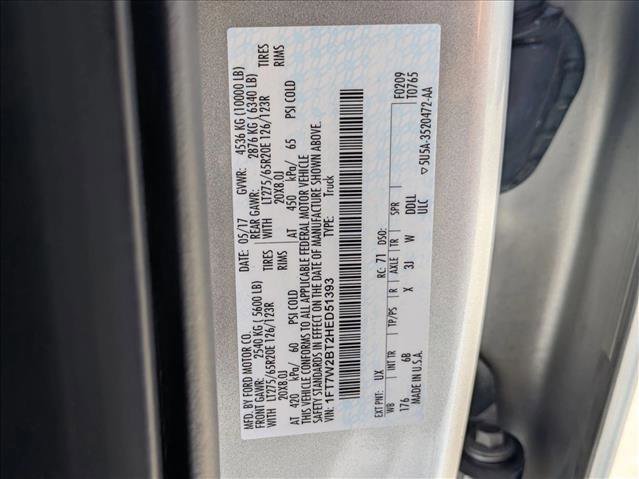 MFD. BY FORD MOTOR CO. DATE: 05/17 GVWR: 4536 KG (10000 LB)
FRONT GAWR: 2540 KG ( 5600 LB) REAR GAWR: 2876 KG ( 6340 LB)
WITH LT275/65R20E 126/123R TIRES WITH LT275/65R20E 126/123R TIRES
20X8.0J RIMS 20X8.0J RIMS
AT 420 kPa/ 60 PSI COLD AT 450 kPa/ 65 PSI COLD
THIS VEHICLE CONFORMS TO ALL APPLICABLE FEDERAL MOTOR VEHICLE
SAFETY STANDARDS IN EFFECT ON THE DATE OF MANUFACTURE SHOWN ABOVE.
VIN: 1FT7W2BT2HED51393 TYPE: Truck
F0209
T0765
EXT PNT: UX RC: 71 DSO:
WB INT TR TP/PS R AXLE TR SPR
176 6B X 3J W DDLL
MADE IN U.S.A. ULC
▽5U5A-3520472-AA